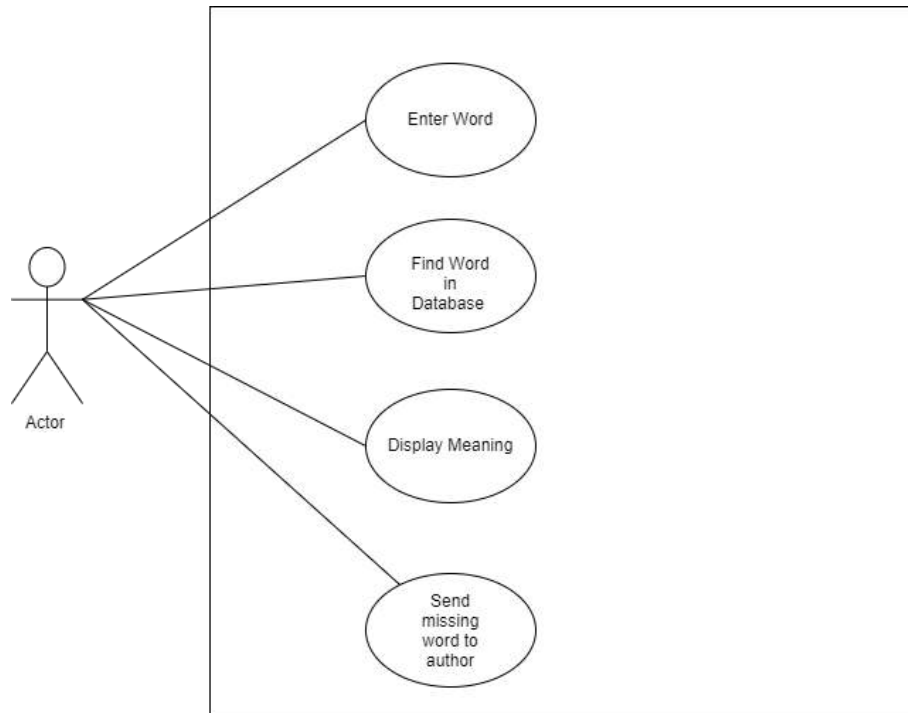 Enter Word
Find Word
in
Database
Actor
Display Meaning
Send
missing
word to
author